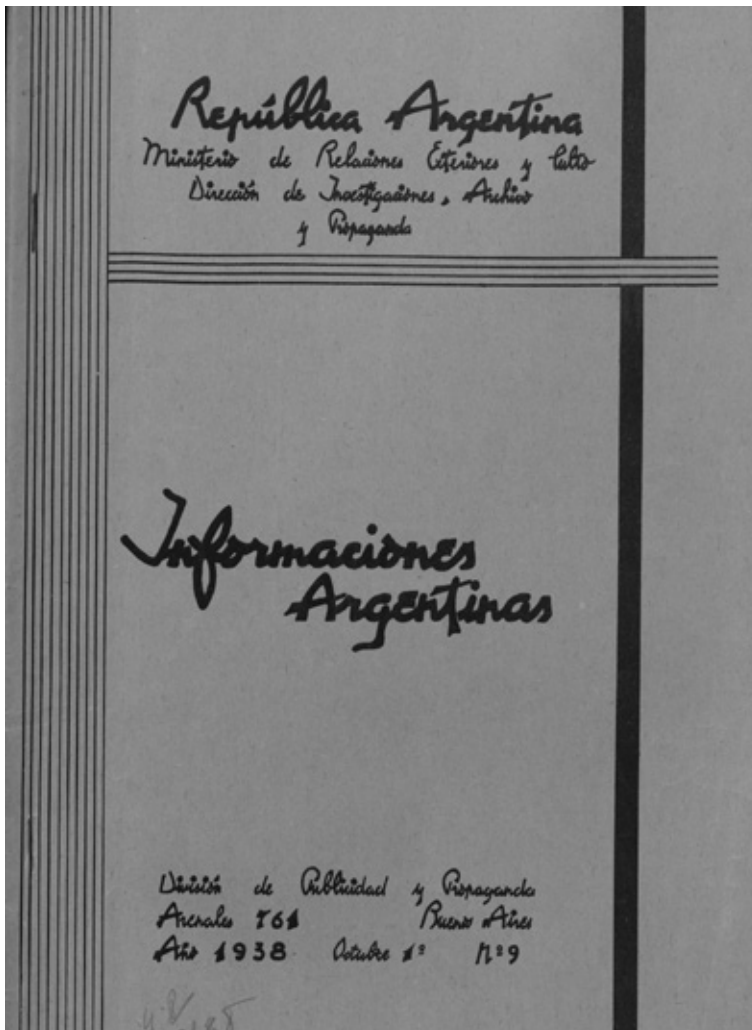 República Argentina
Ministerio de Relaciones Exteriores y Culto
Dirección de Investigaciones, Archivo
y Propaganda
Informaciones
Argentinas
División de Publicidad y Propaganda
Arenales 761 Buenos Aires
Año 1938 Octubre 1º Nº 9